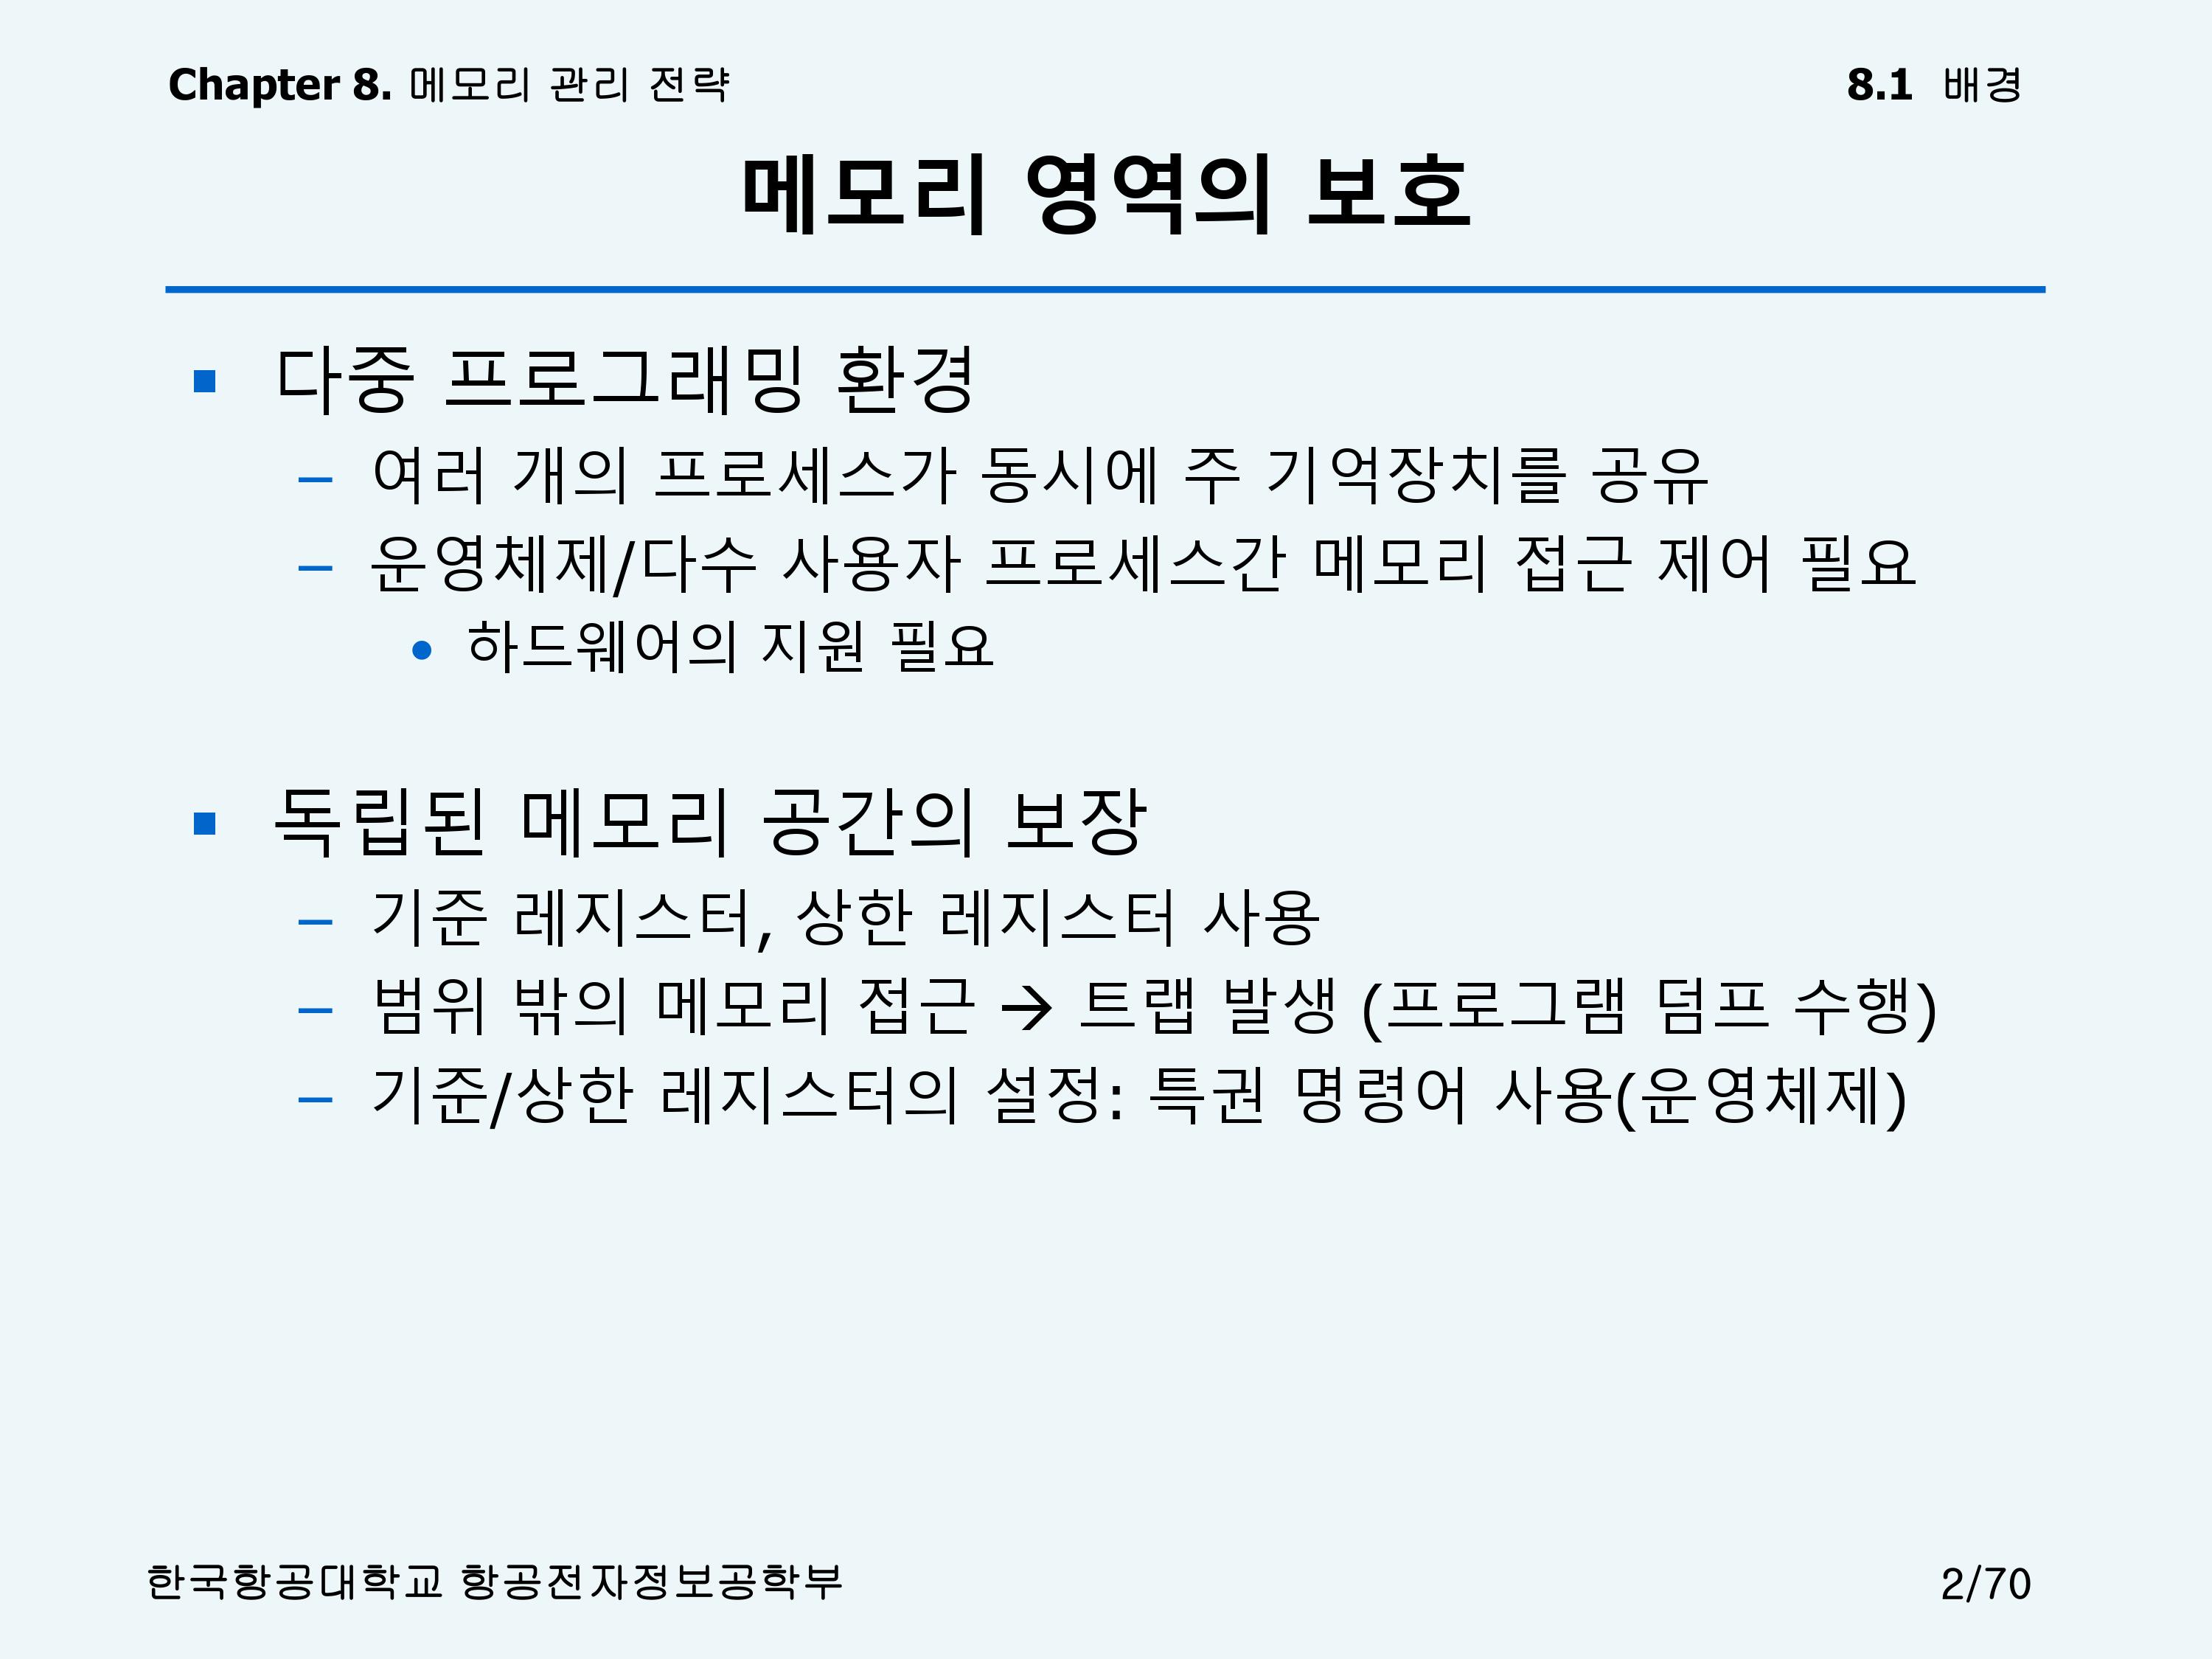 Chapter 8. 메모리 관리 전략
8.1 배경
메모리 영역의 보호
▪ 다중 프로그래밍 환경
– 여러 개의 프로세스가 동시에 주 기억장치를 공유
– 운영체제/다수 사용자 프로세스간 메모리 접근 제어 필요
• 하드웨어의 지원 필요
▪ 독립된 메모리 공간의 보장
– 기준 레지스터, 상한 레지스터 사용
– 범위 밖의 메모리 접근 → 트랩 발생 (프로그램 덤프 수행)
– 기준/상한 레지스터의 설정: 특권 명령어 사용(운영체제)
한국항공대학교 항공전자정보공학부
2/70